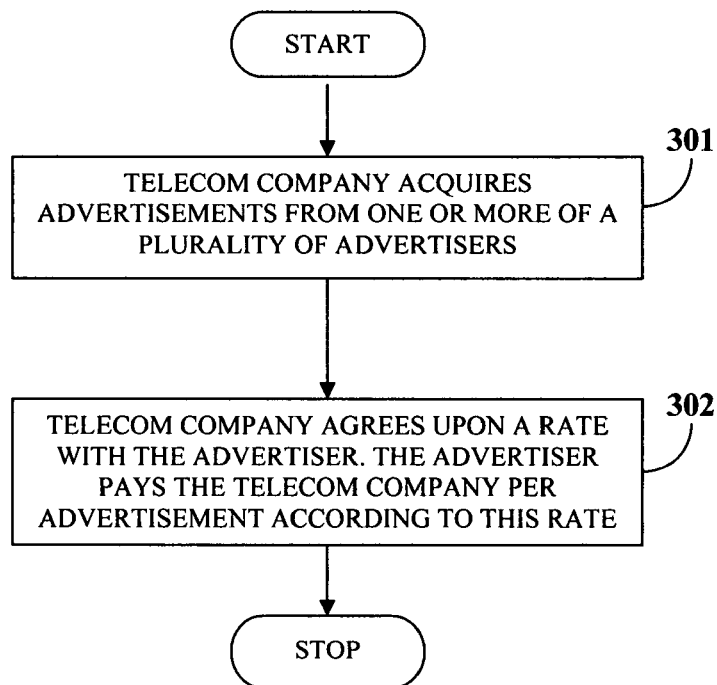 START
301
TELECOM COMPANY ACQUIRES
ADVERTISEMENTS FROM ONE OR MORE OF A
PLURALITY OF ADVERTISERS
302
TELECOM COMPANY AGREES UPON A RATE
WITH THE ADVERTISER. THE ADVERTISER
PAYS THE TELECOM COMPANY PER
ADVERTISEMENT ACCORDING TO THIS RATE
STOP